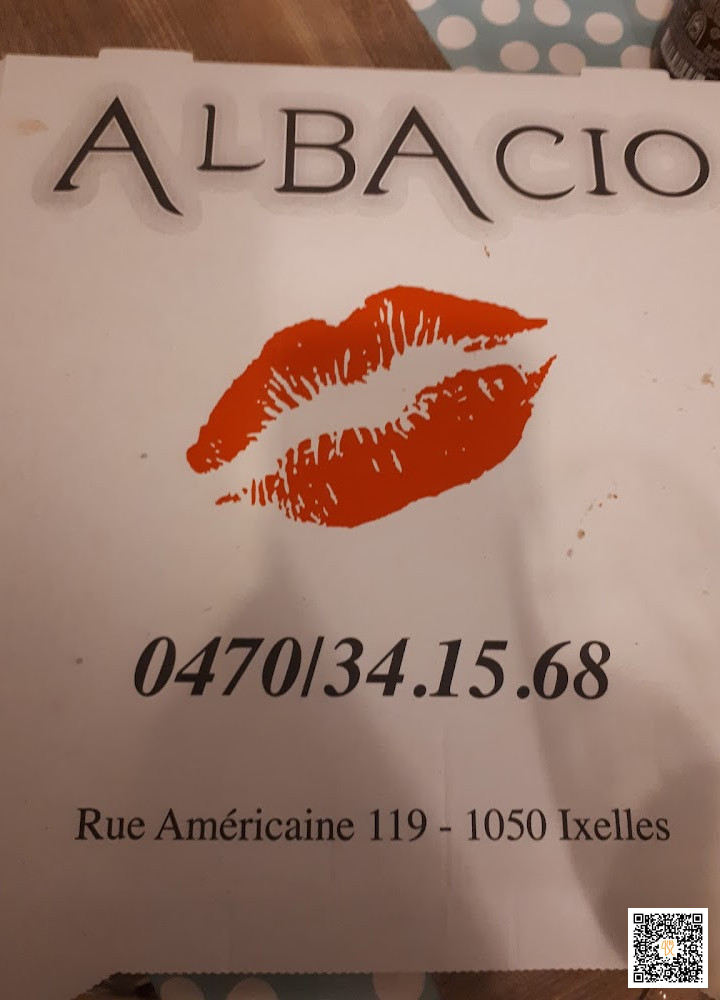 ALBACIO
0470/34.15.68
Rue Américaine 119 - 1050 Ixelles